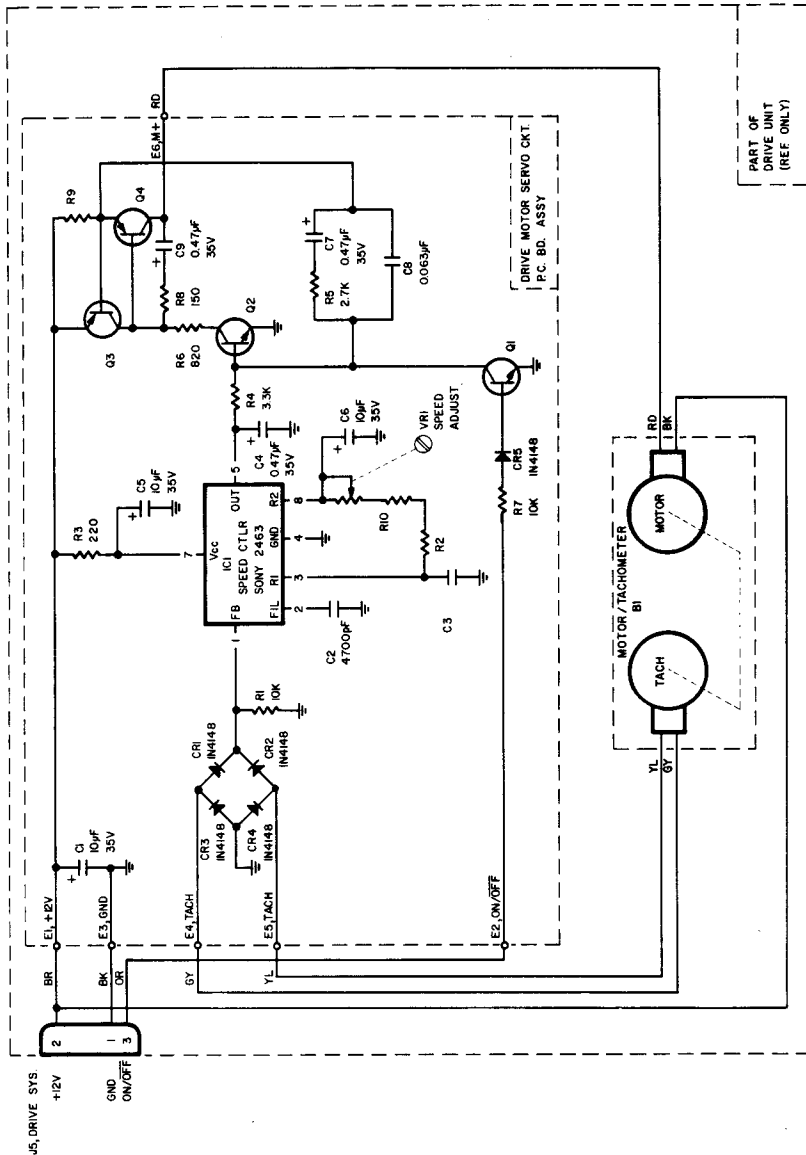 J5, DRIVE SYS.
+12V
GND
ON/OFF
2
1
3
BR
BK
OR
E1, +12V
E3, GND
C1
10µF
35V
+
GY
E4, TACH
YL
E5, TACH
E2, ON/OFF
CR1
1N4148
CR2
1N4148
CR3
1N4148
CR4
1N4148
R1
10K
R3
220
C5
10µF
35V
+
7
Vcc
IC1
SPEED CTLR
SONY 2463
1
FB
FIL
2
R1
3
GND
4
R2
8
OUT
5
C2
4700pF
C3
R2
R10
C4
0.47µF
35V
+
R4
3.3K
C6
10µF
35V
+
VR1
SPEED
ADJUST
Q3
R9
Q4
R6
820
R8
150
C9
0.47µF
35V
+
Q2
E6, M+
RD
R5
2.7K
C7
0.47µF
35V
+
C8
0.063µF
Q1
CR5
1N4148
R7
10K
DRIVE MOTOR SERVO CKT.
P.C. BD. ASSY
PART OF
DRIVE UNIT
(REF ONLY)
MOTOR/TACHOMETER
B1
TACH
MOTOR
YL
GY
RD
BK